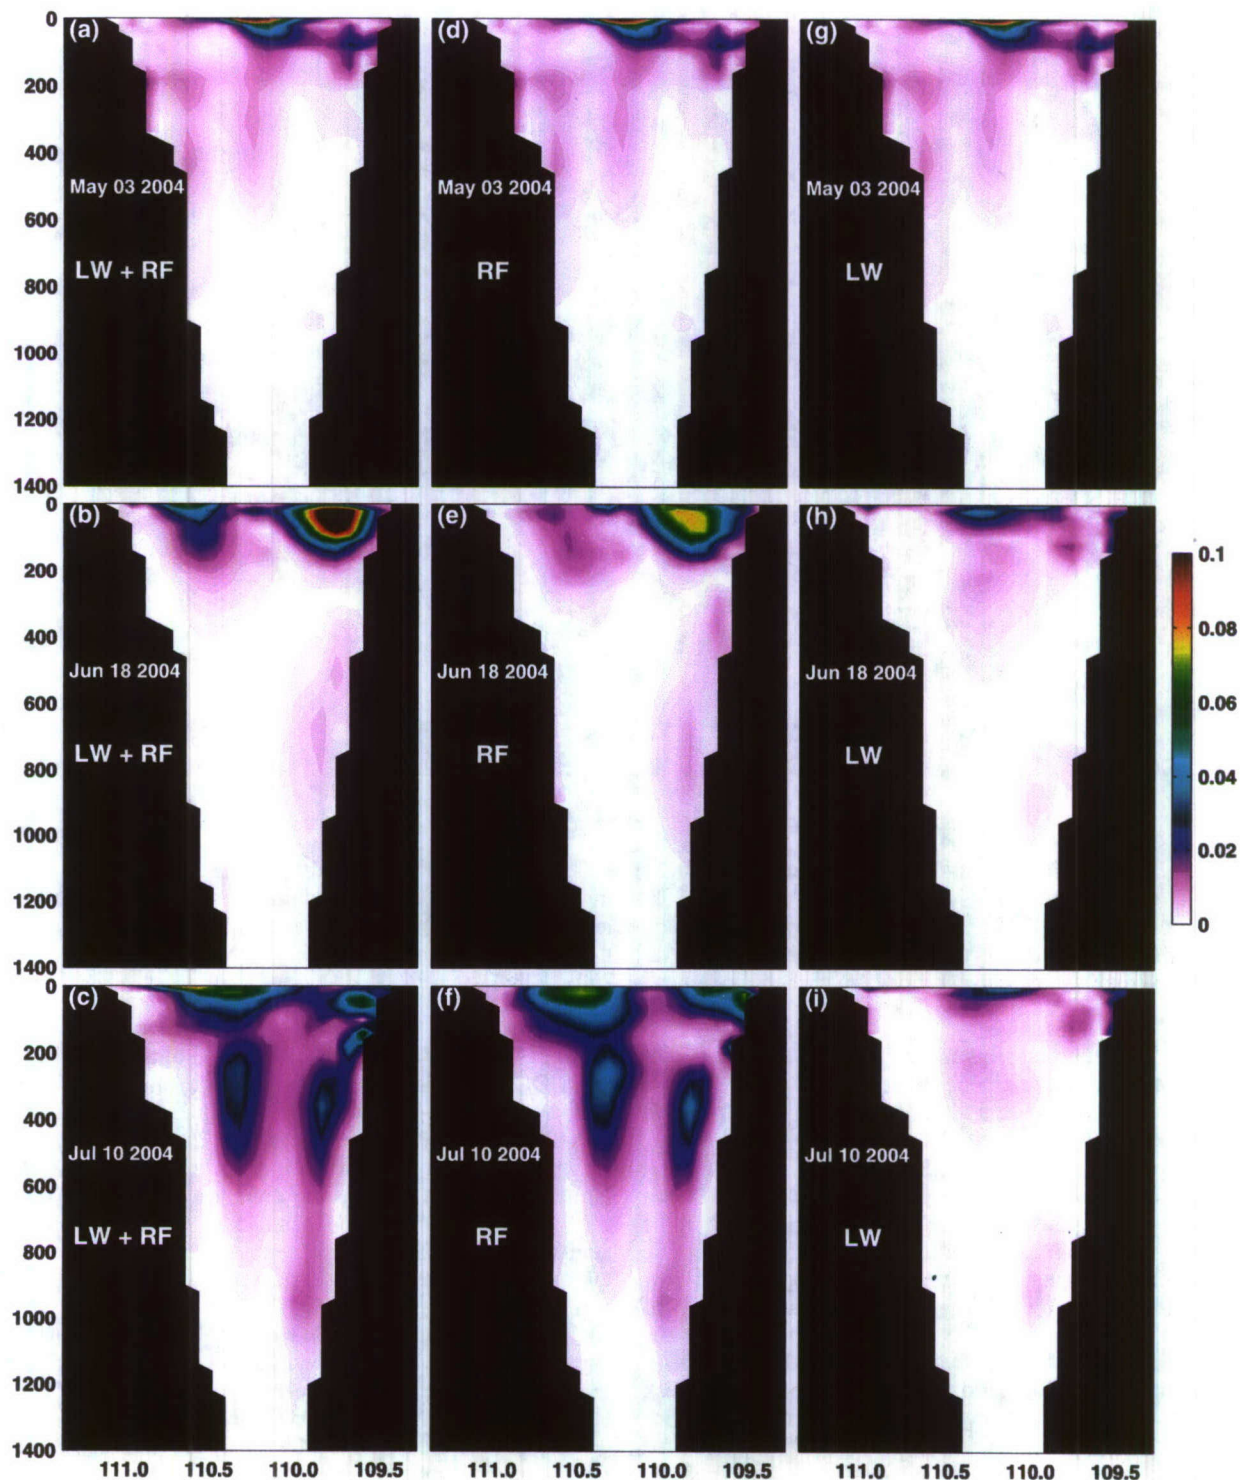 0
200
400
600
800
1000
1200
1400
(a)
May 03 2004
LW + RF
(d)
May 03 2004
RF
(g)
May 03 2004
LW
0
200
400
600
800
1000
1200
1400
(b)
Jun 18 2004
LW + RF
(e)
Jun 18 2004
RF
(h)
Jun 18 2004
LW
0.1
0.08
0.06
0.04
0.02
0
0
200
400
600
800
1000
1200
1400
(c)
Jul 10 2004
LW + RF
(f)
Jul 10 2004
RF
(i)
Jul 10 2004
LW
111.0 110.5 110.0 109.5
111.0 110.5 110.0 109.5
111.0 110.5 110.0 109.5